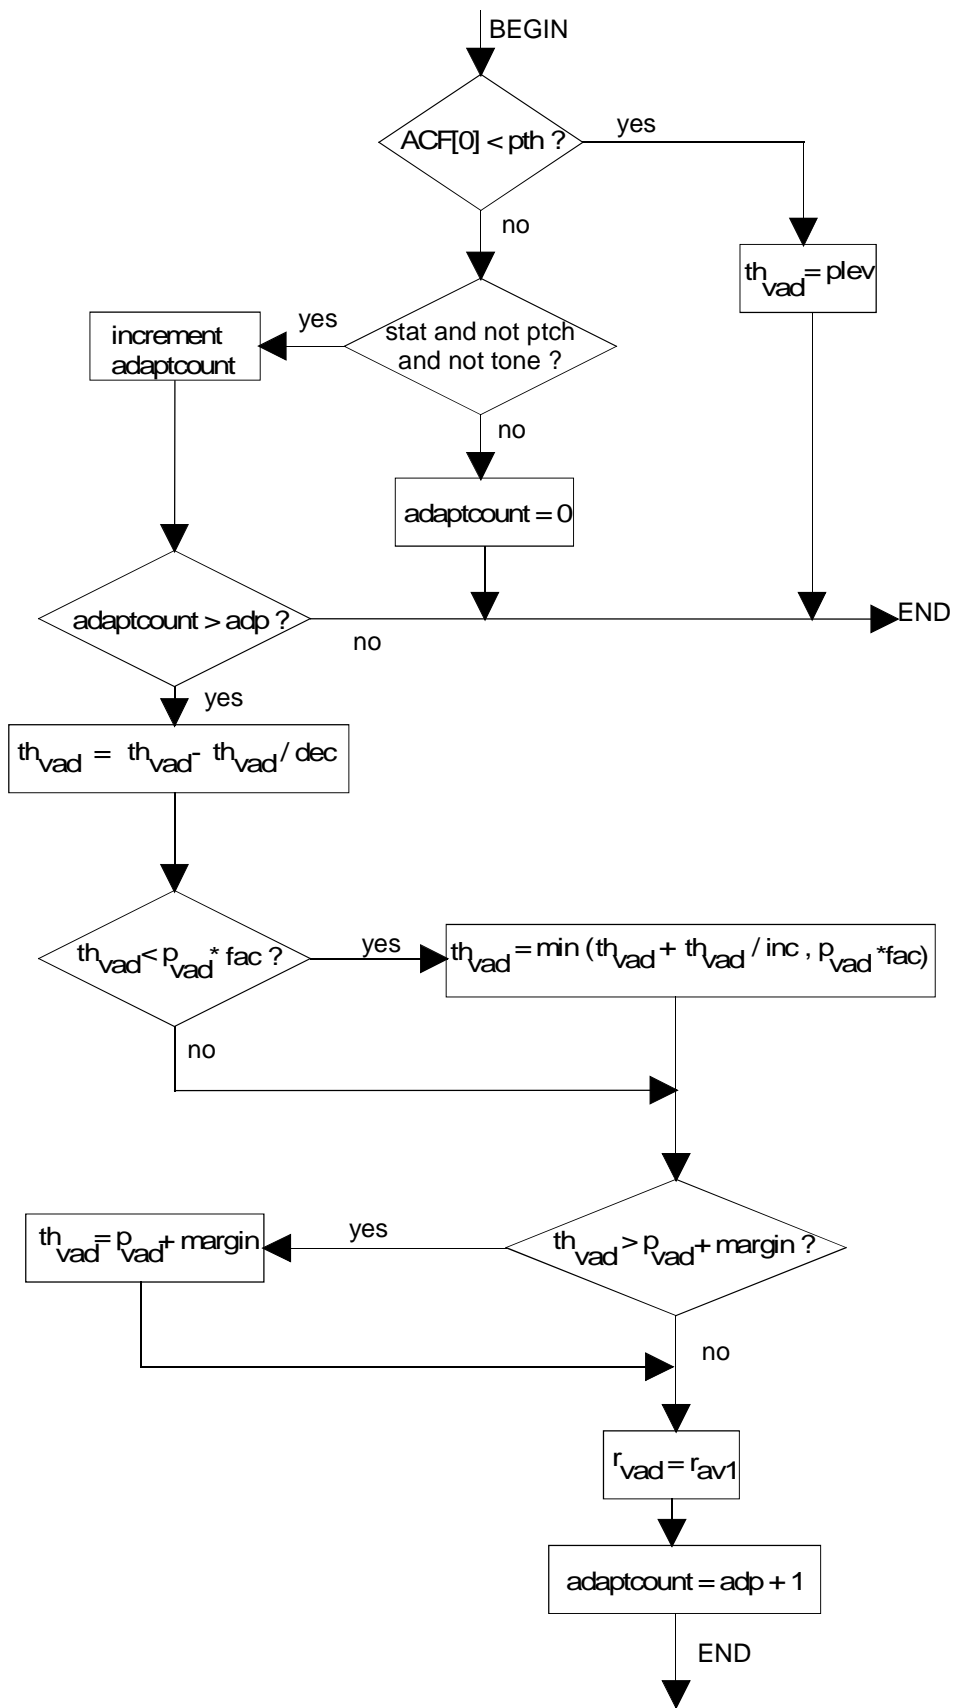 BEGIN
ACF[0] < pth ?
yes
no
th_vad = plev
stat and not ptch
and not tone ?
yes
increment
adaptcount
no
adaptcount = 0
adaptcount > adp ?
no
END
yes
th_vad = th_vad - th_vad / dec
th_vad < p_vad * fac ?
yes
th_vad = min (th_vad + th_vad / inc , p_vad *fac)
no
th_vad > p_vad + margin ?
yes
th_vad = p_vad + margin
no
r_vad = r_av1
adaptcount = adp + 1
END